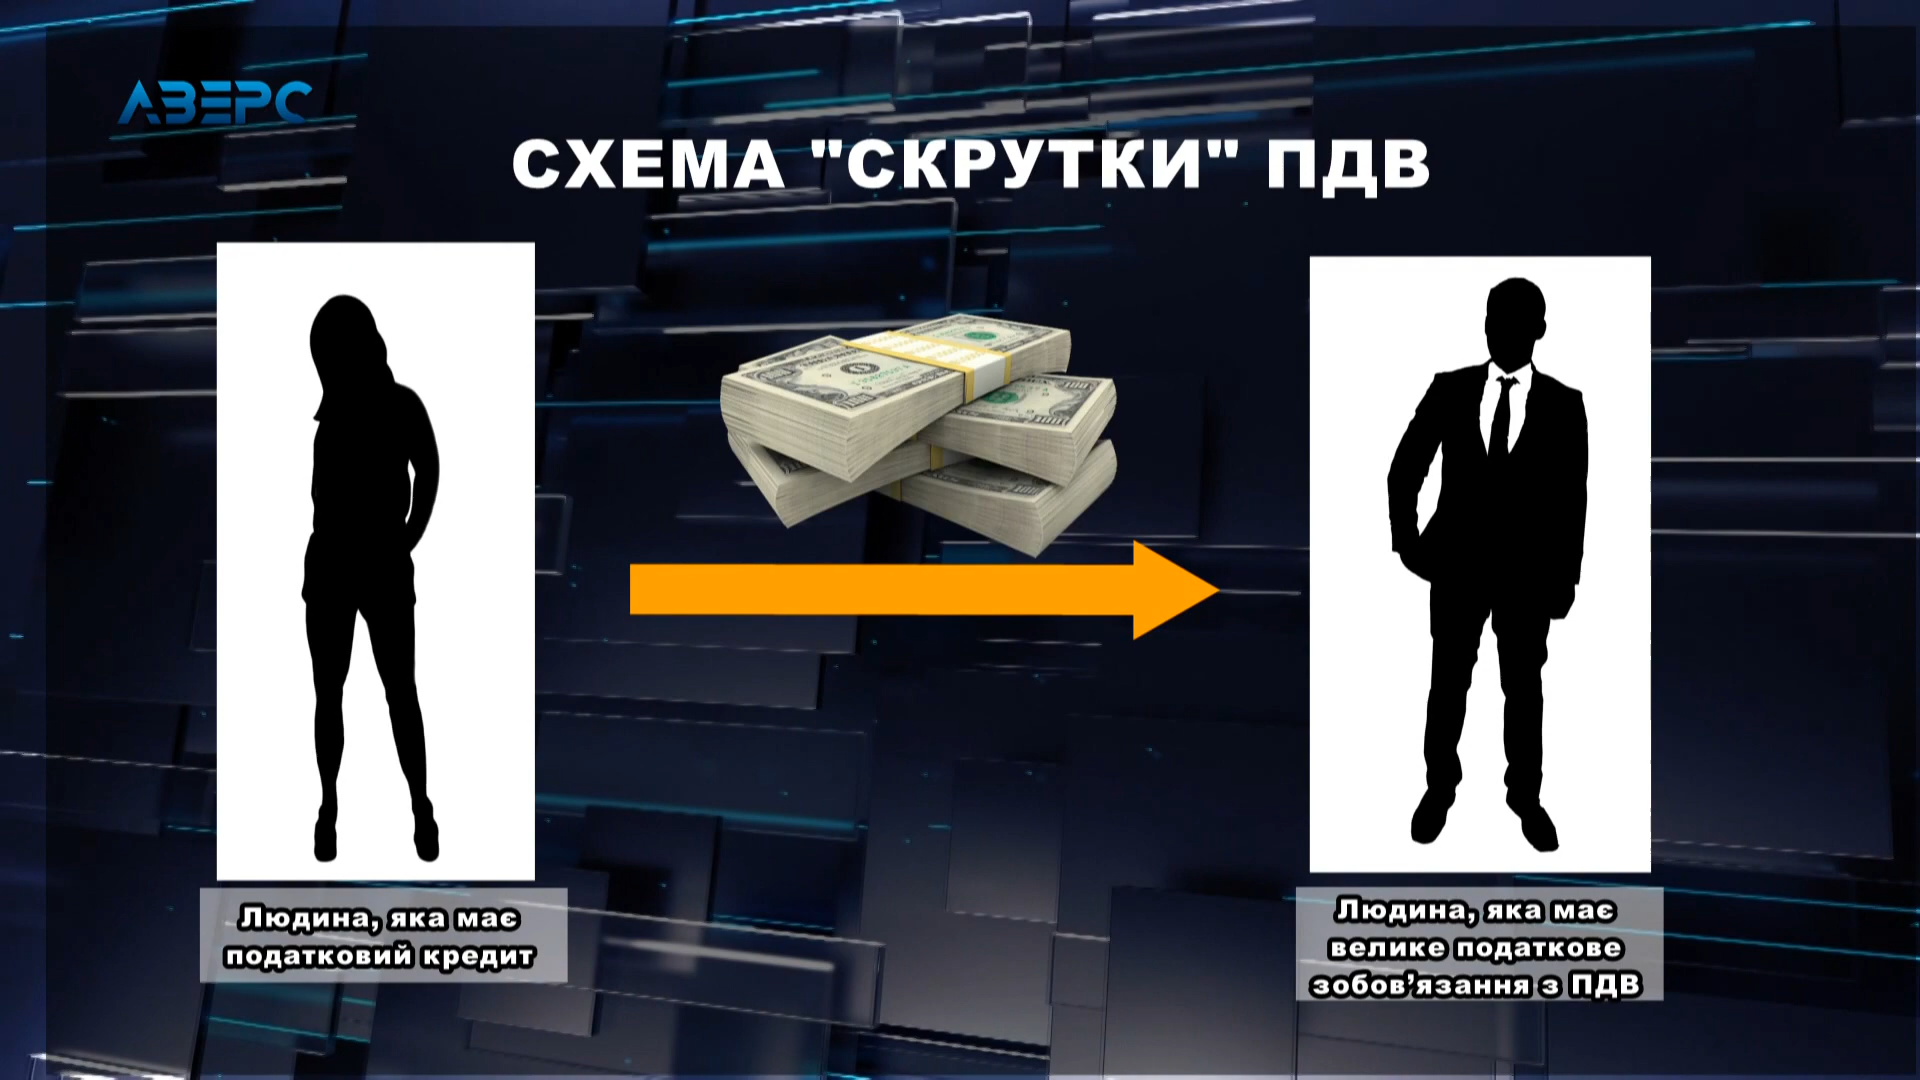 АВЕРС
СХЕМА "СКРУТКИ" ПДВ
Людина, яка має
податковий кредит
Людина, яка має
велике податкове
зобов’язання з ПДВ